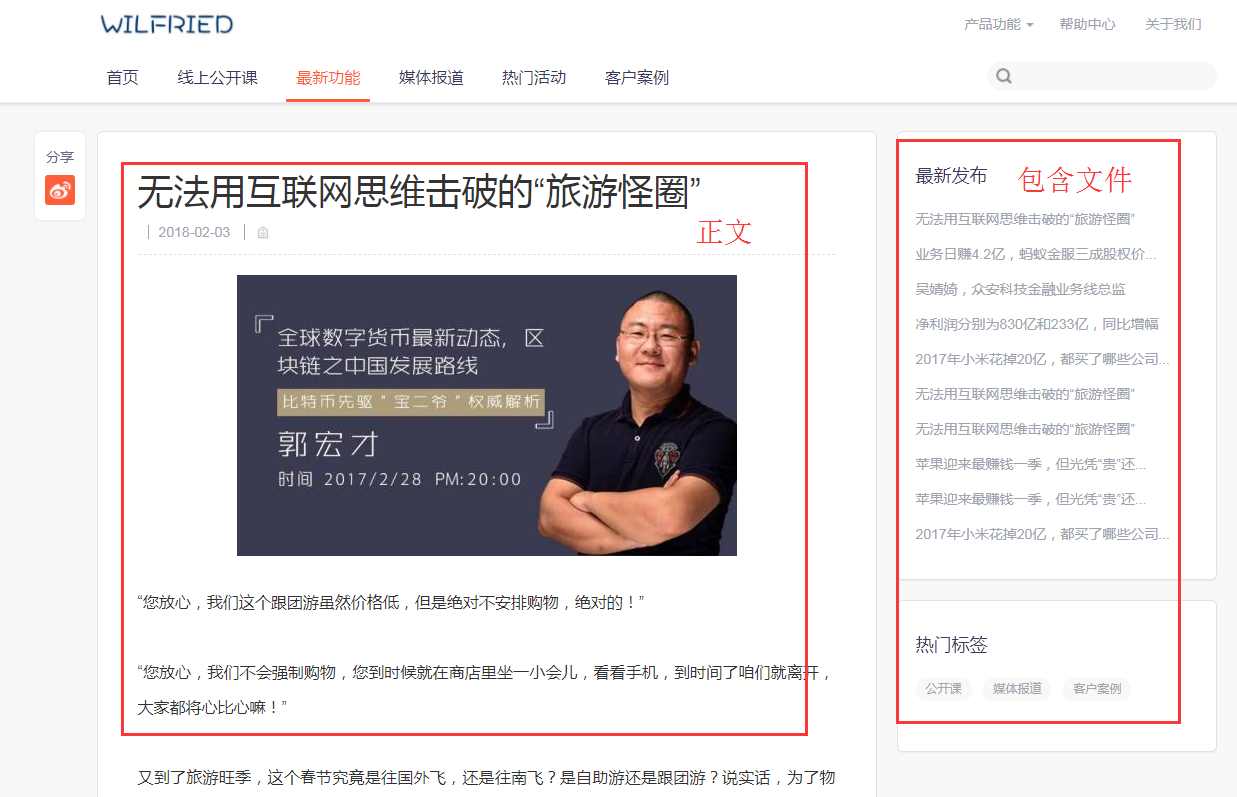 WILFRIED
产品功能
帮助中心
关于我们
首页
线上公开课
最新功能
媒体报道
热门活动
客户案例
分享
无法用互联网思维击破的“旅游怪圈”
2018-02-03
正文
『全球数字货币最新动态，区
块链之中国发展路线
比特币先驱＂宝二爷＂权威解析
』
郭宏才
时间 2017/2/28 PM:20:00
“您放心，我们这个跟团游虽然价格低，但是绝对不安排购物，绝对的！”
“您放心，我们不会强制购物，您到时候就在商店里坐一小会儿，看看手机，到时间了咱们就离开，
大家都将心比心嘛！”
又到了旅游旺季，这个春节究竟是往国外飞，还是往南飞？是自助游还是跟团游？说实话，为了物
最新发布
包含文件
无法用互联网思维击破的“旅游怪圈”
业务日赚4.2亿，蚂蚁金服三成股权价...
吴婧婍，众安科技金融业务线总监
净利润分别为830亿和233亿，同比增幅
2017年小米花掉20亿，都买了哪些公司...
无法用互联网思维击破的“旅游怪圈”
无法用互联网思维击破的“旅游怪圈”
苹果迎来最赚钱一季，但光凭“贵”还...
苹果迎来最赚钱一季，但光凭“贵”还...
2017年小米花掉20亿，都买了哪些公司...
热门标签
公开课
媒体报道
客户案例